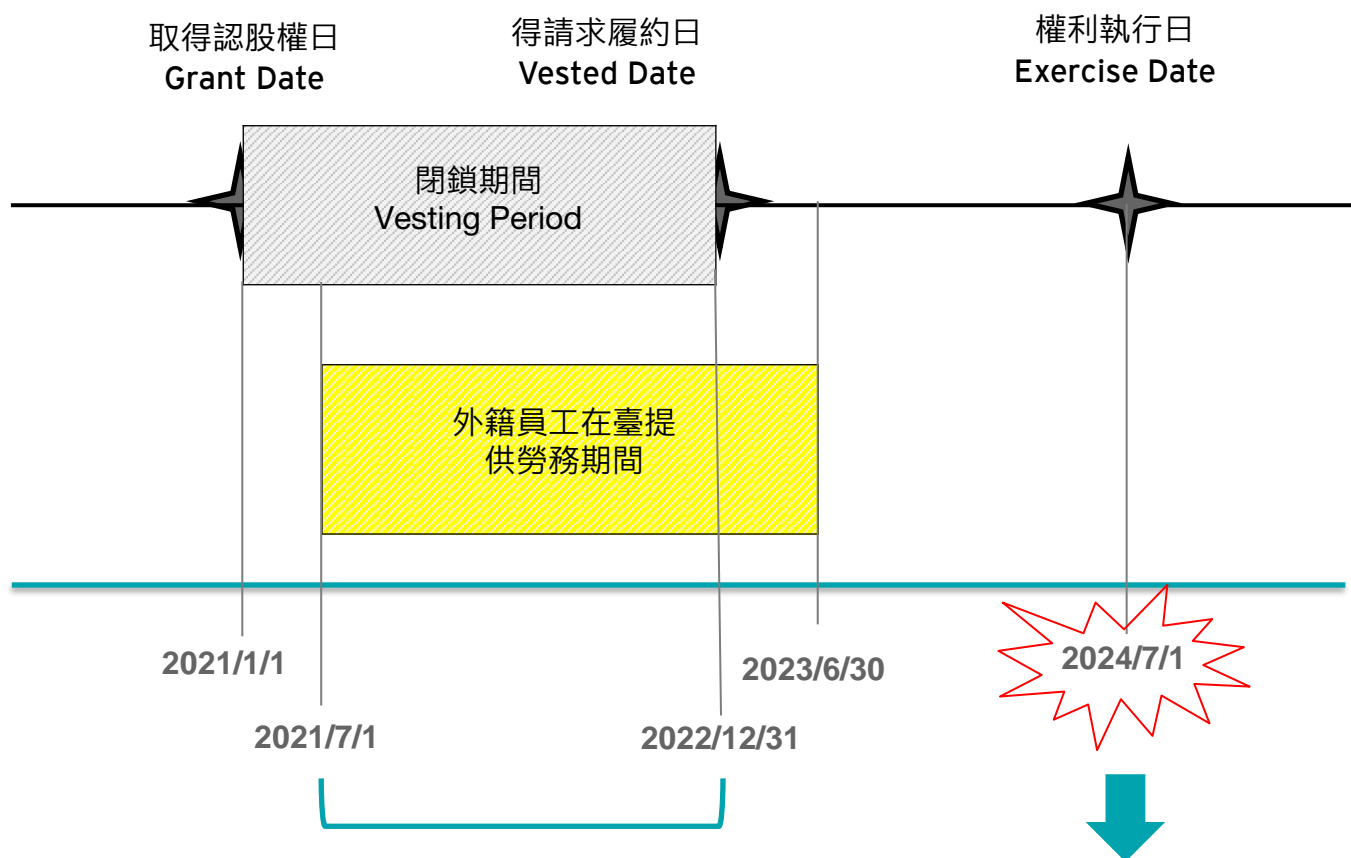 取得認股權日
Grant Date
得請求履約日
Vested Date
權利執行日
Exercise Date
閉鎖期間
Vesting Period
外籍員工在臺提
供勞務期間
2021/1/1
2023/6/30
2024/7/1
2021/7/1
2022/12/31